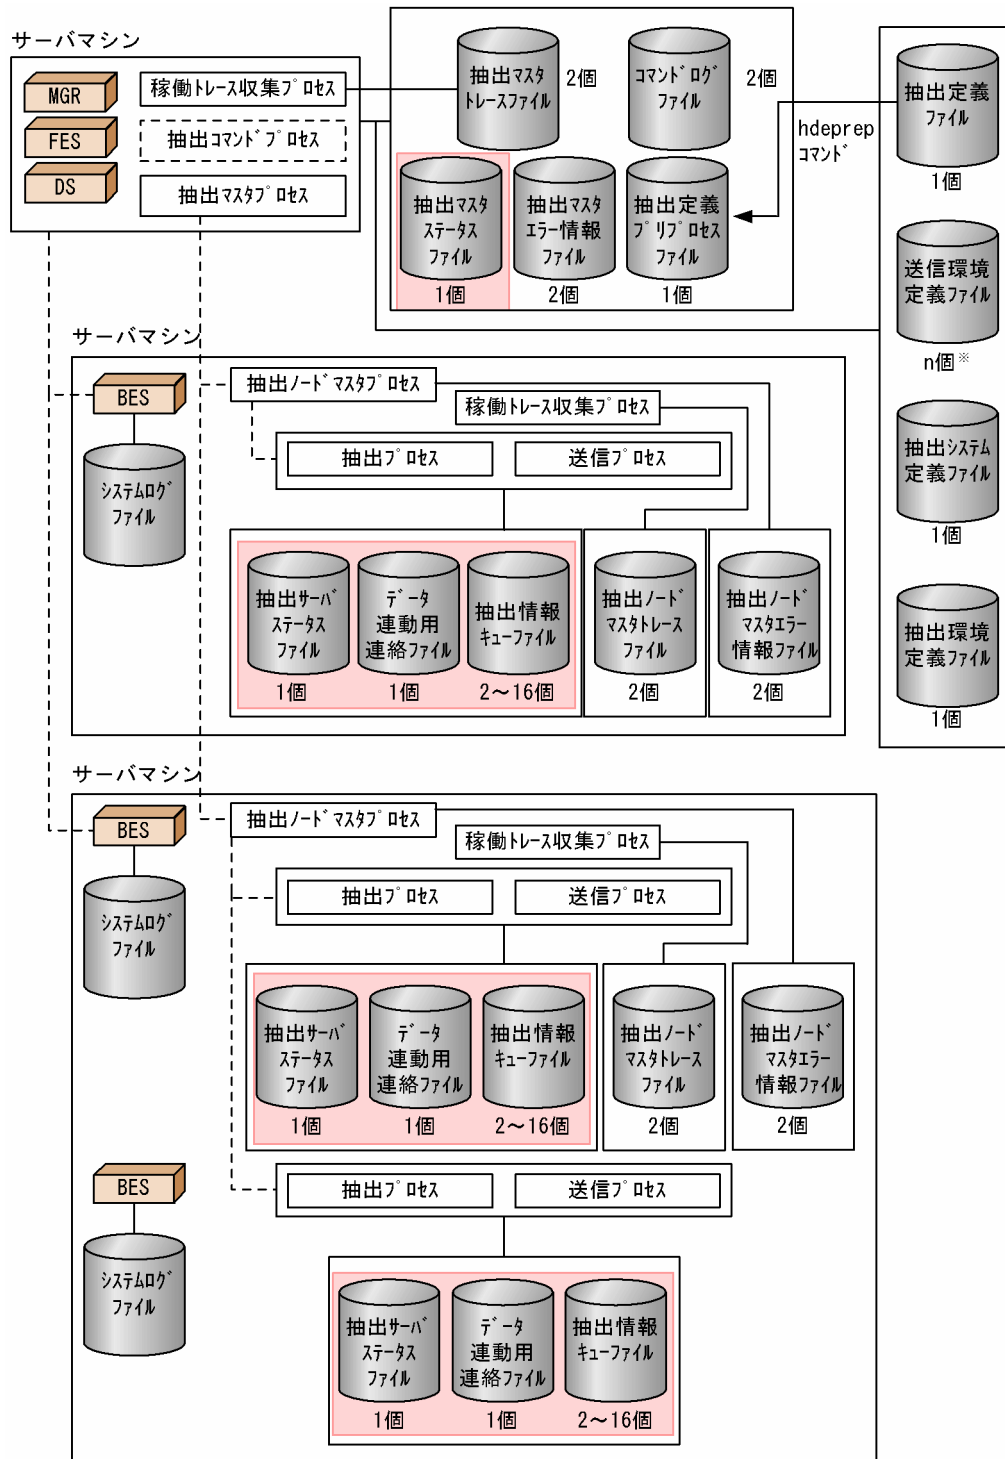 サーバマシン
MGR
FES
DS
稼働ﾄﾚｰｽ収集ﾌﾟﾛｾｽ
抽出ｺﾏﾝﾄﾞﾌﾟﾛｾｽ
抽出ﾏｽﾀﾌﾟﾛｾｽ
抽出ﾏｽﾀ
ﾄﾚｰｽﾌｧｲﾙ
2個
ｺﾏﾝﾄﾞﾛｸﾞ
ﾌｧｲﾙ
2個
抽出ﾏｽﾀ
ｽﾃｰﾀｽ
ﾌｧｲﾙ
1個
抽出ﾏｽﾀ
ｴﾗｰ情報
ﾌｧｲﾙ
2個
抽出定義
ﾌﾟﾘﾌﾟﾛｾｽ
ﾌｧｲﾙ
1個
hdeprep
ｺﾏﾝﾄﾞ
抽出定義
ﾌｧｲﾙ
1個
送信環境
定義ﾌｧｲﾙ
n個※
抽出ｼｽﾃﾑ
定義ﾌｧｲﾙ
1個
抽出環境
定義ﾌｧｲﾙ
1個
サーバマシン
BES
ｼｽﾃﾑﾛｸﾞ
ﾌｧｲﾙ
抽出ﾉｰﾄﾞﾏｽﾀﾌﾟﾛｾｽ
稼働ﾄﾚｰｽ収集ﾌﾟﾛｾｽ
抽出ﾌﾟﾛｾｽ
送信ﾌﾟﾛｾｽ
抽出ｻｰﾊﾞ
ｽﾃｰﾀｽ
ﾌｧｲﾙ
1個
ﾃﾞｰﾀ
連動用
連絡ﾌｧｲﾙ
1個
抽出情報
ｷｭｰﾌｧｲﾙ
2～16個
抽出ﾉｰﾄﾞ
ﾏｽﾀﾄﾚｰｽ
ﾌｧｲﾙ
2個
抽出ﾉｰﾄﾞ
ﾏｽﾀｴﾗｰ
情報ﾌｧｲﾙ
2個
サーバマシン
BES
ｼｽﾃﾑﾛｸﾞ
ﾌｧｲﾙ
抽出ﾉｰﾄﾞﾏｽﾀﾌﾟﾛｾｽ
稼働ﾄﾚｰｽ収集ﾌﾟﾛｾｽ
抽出ﾌﾟﾛｾｽ
送信ﾌﾟﾛｾｽ
抽出ｻｰﾊﾞ
ｽﾃｰﾀｽ
ﾌｧｲﾙ
1個
ﾃﾞｰﾀ
連動用
連絡ﾌｧｲﾙ
1個
抽出情報
ｷｭｰﾌｧｲﾙ
2～16個
抽出ﾉｰﾄﾞ
ﾏｽﾀﾄﾚｰｽ
ﾌｧｲﾙ
2個
抽出ﾉｰﾄﾞ
ﾏｽﾀｴﾗｰ
情報ﾌｧｲﾙ
2個
BES
ｼｽﾃﾑﾛｸﾞ
ﾌｧｲﾙ
抽出ﾌﾟﾛｾｽ
送信ﾌﾟﾛｾｽ
抽出ｻｰﾊﾞ
ｽﾃｰﾀｽ
ﾌｧｲﾙ
1個
ﾃﾞｰﾀ
連動用
連絡ﾌｧｲﾙ
1個
抽出情報
ｷｭｰﾌｧｲﾙ
2～16個